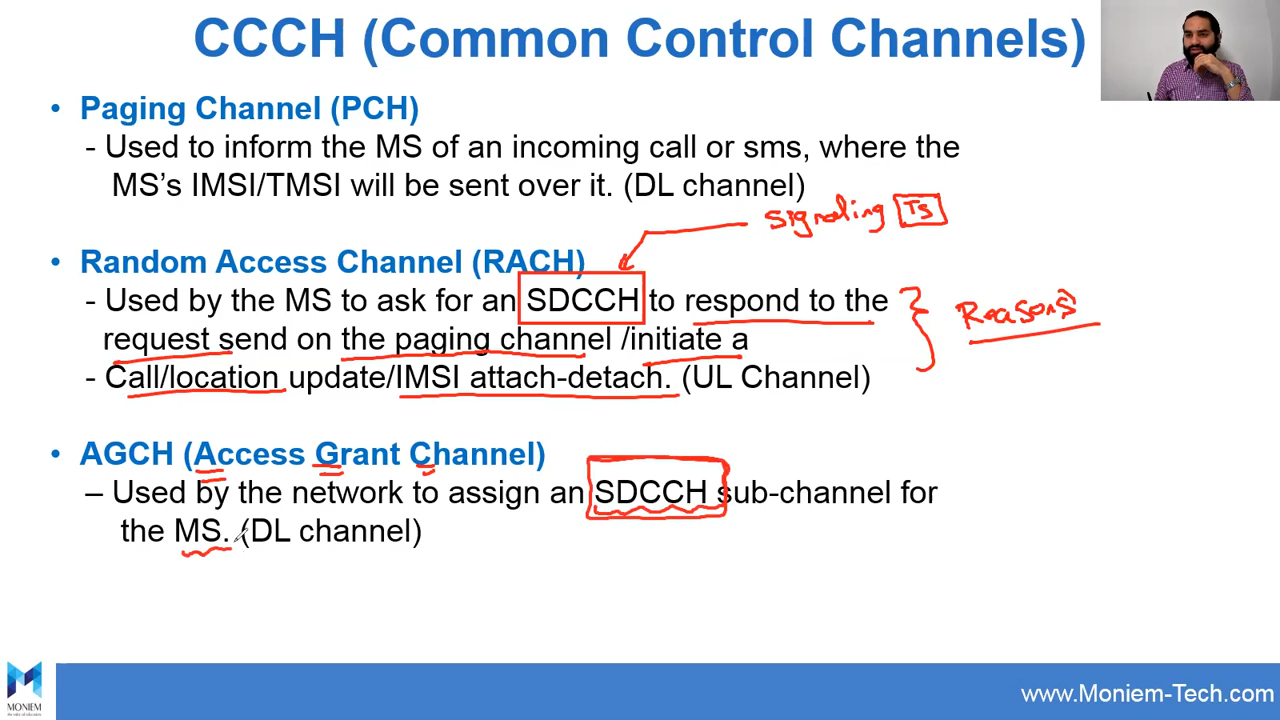 CCCH (Common Control Channels)
• Paging Channel (PCH)
- Used to inform the MS of an incoming call or sms, where the
MS's IMSI/TMSI will be sent over it. (DL channel)
Signaling TS
• Random Access Channel (RACH)
- Used by the MS to ask for an SDCCH to respond to the
request send on the paging channel /initiate a
Reasons
- Call/location update/IMSI attach-detach. (UL Channel)
• AGCH (Access Grant Channel)
– Used by the network to assign an SDCCH sub-channel for
the MS. (DL channel)
MONIEM
www.Moniem-Tech.com